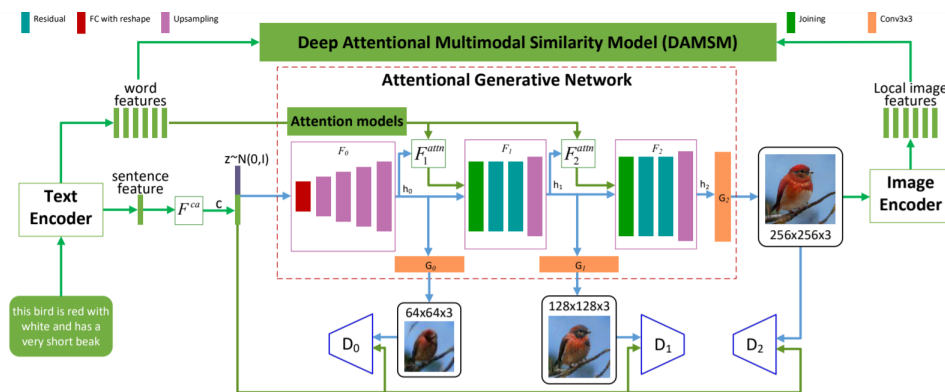 Residual
FC with reshape
Upsampling
Joining
Conv3x3
Deep Attentional Multimodal Similarity Model (DAMSM)
Attentional Generative Network
word
features
Local image
features
Attention models
z~N(0,I)
F₀
F₁ᵃᵗᵗⁿ
F₁
F₂ᵃᵗᵗⁿ
F₂
sentence
feature
Text
Encoder
Fᶜᵃ
c
h₀
h₁
h₂
G₂
256x256x3
Image
Encoder
G₀
G₁
this bird is red with
white and has a
very short beak
64x64x3
128x128x3
D₀
D₁
D₂